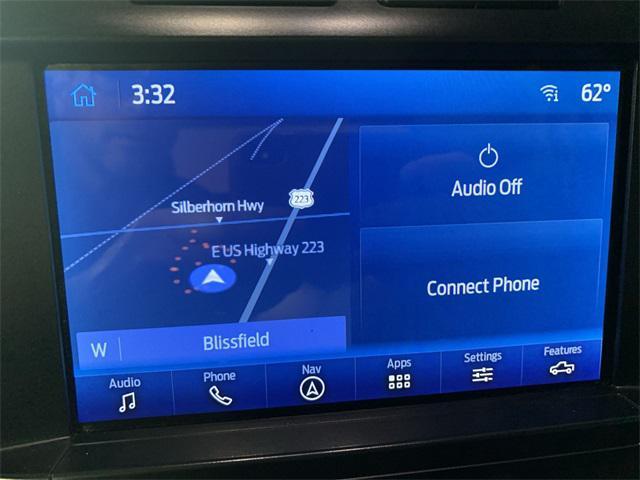 3:32
62°
Silberhorn Hwy
223
E US Highway 223
W
Blissfield
Audio Off
Connect Phone
Audio
Phone
Nav
Apps
Settings
Features